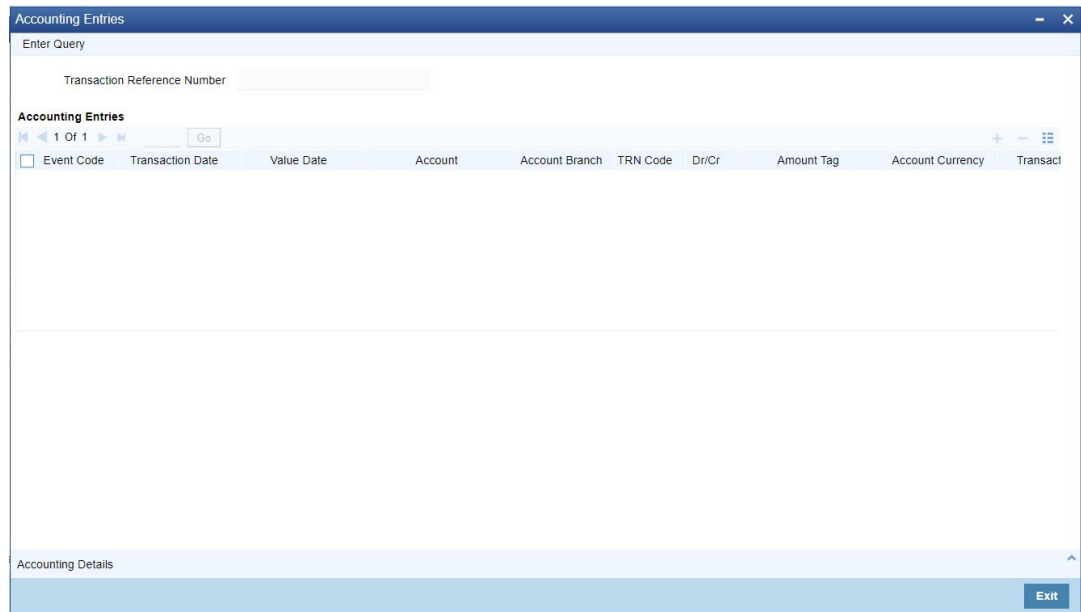 Accounting Entries
Enter Query
Transaction Reference Number
Accounting Entries
1 Of 1 Go
Event Code Transaction Date Value Date Account Account Branch TRN Code Dr/Cr Amount Tag Account Currency Transact
Accounting Details
Exit